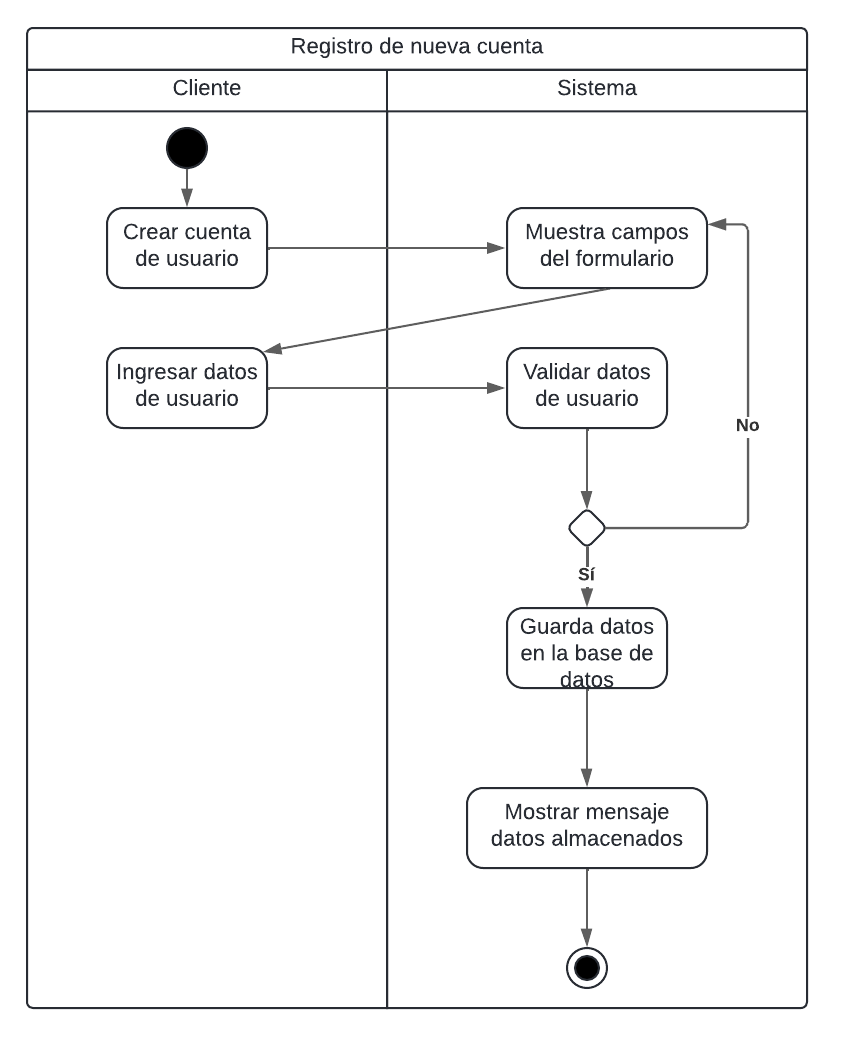 Registro de nueva cuenta
Cliente
Sistema
Crear cuenta
de usuario
Muestra campos
del formulario
Ingresar datos
de usuario
Validar datos
de usuario
No
Sí
Guarda datos
en la base de
datos
Mostrar mensaje
datos almacenados